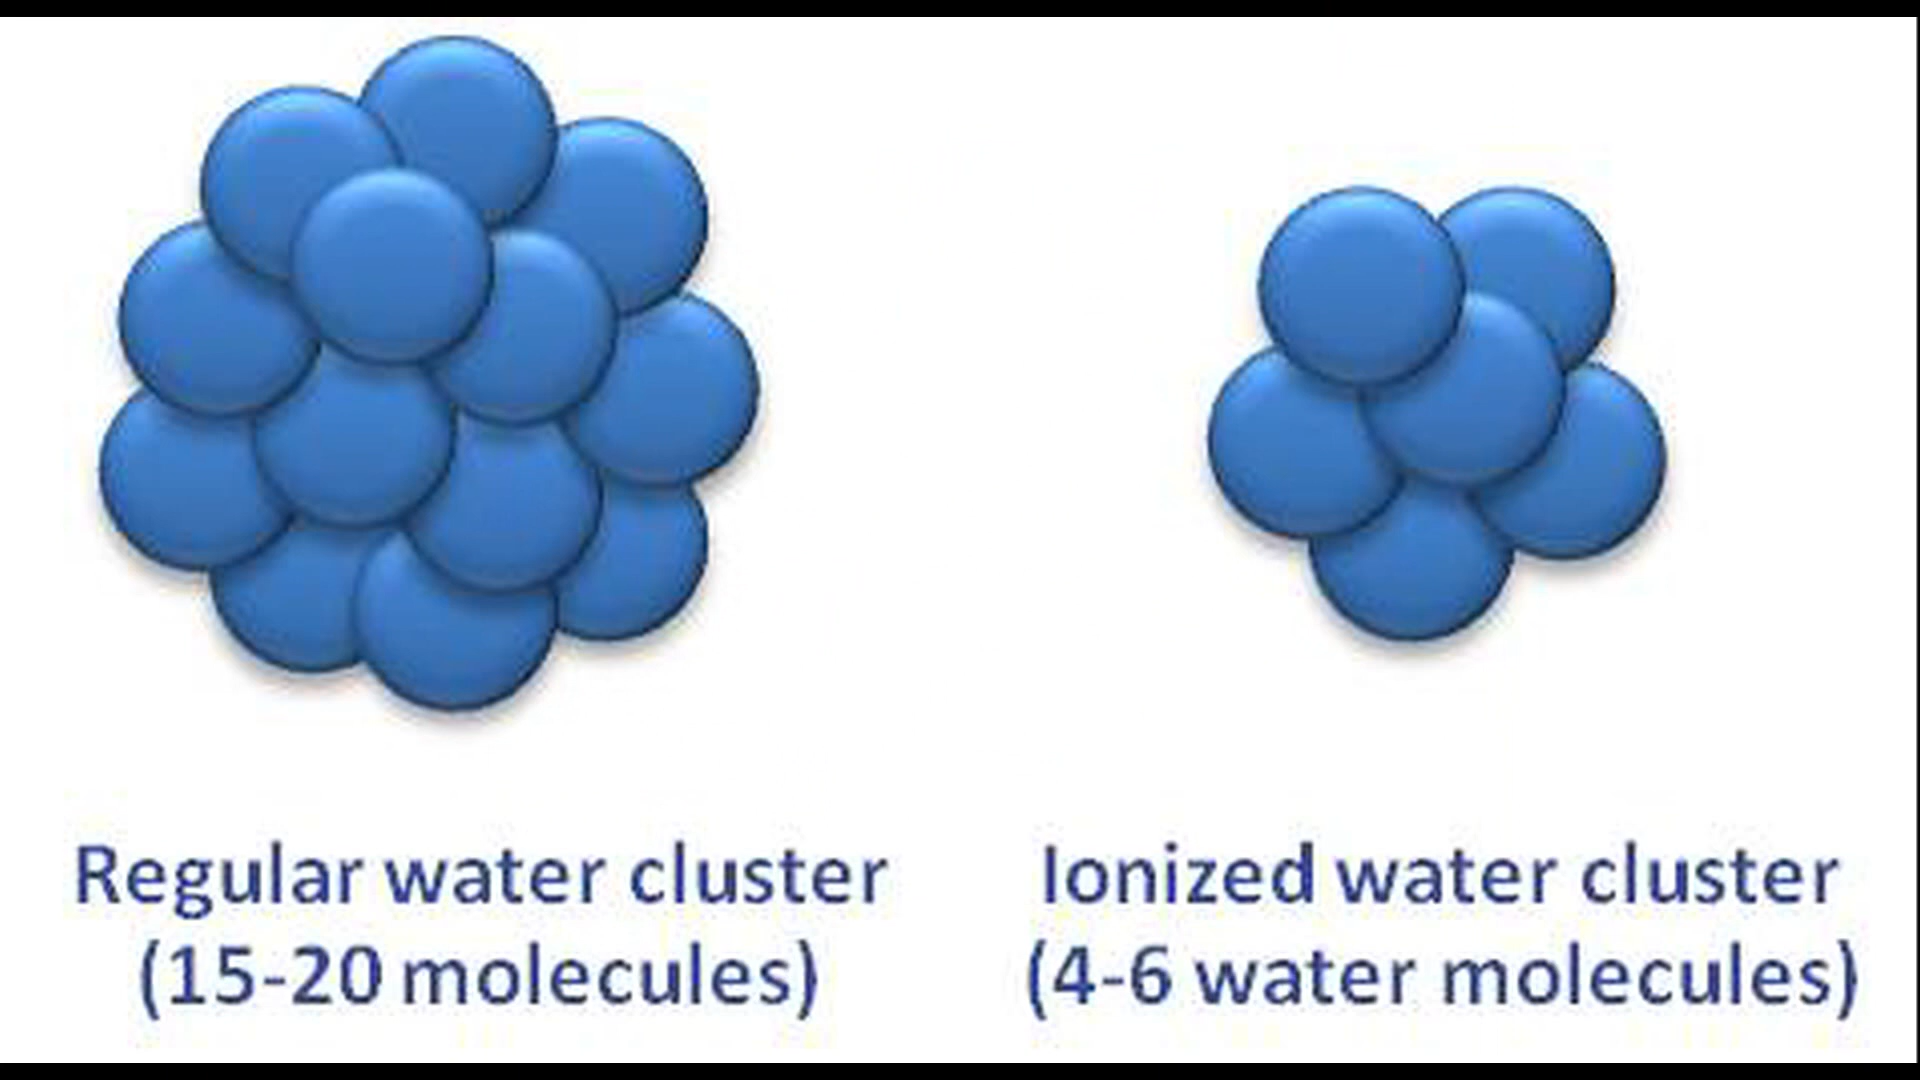 Regular water cluster
(15-20 molecules)
Ionized water cluster
(4-6 water molecules)